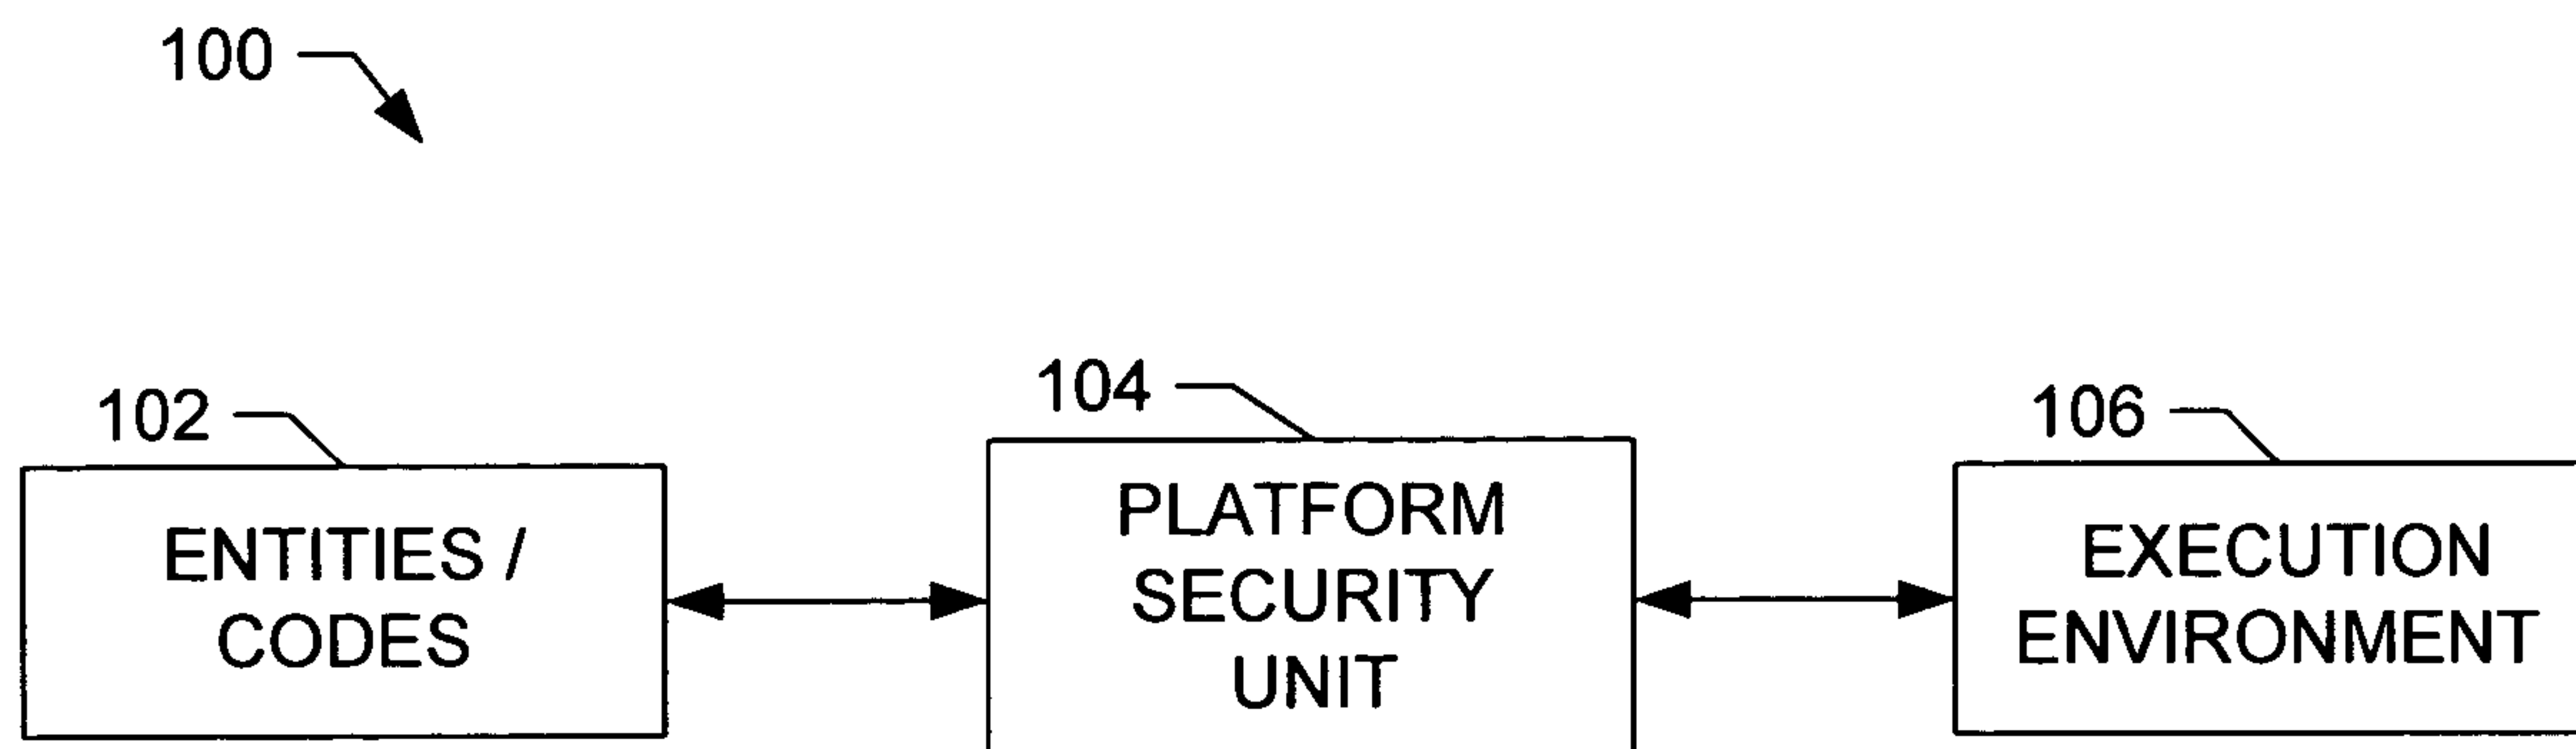 100
102
ENTITIES /
CODES
104
PLATFORM
SECURITY
UNIT
106
EXECUTION
ENVIRONMENT